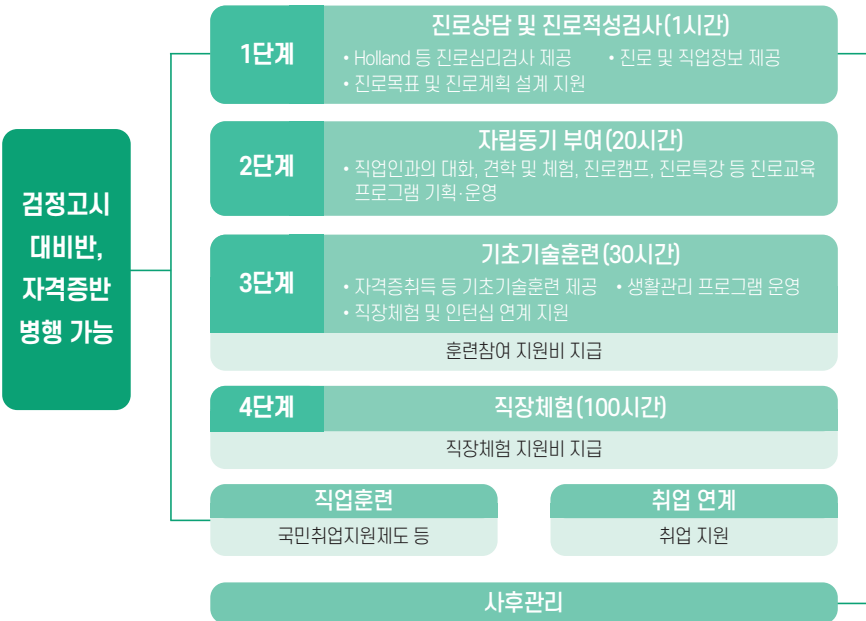 검정고시
대비반,
자격증반
병행 가능
1단계
진로상담 및 진로적성검사(1시간)
• Holland 등 진로심리검사 제공 • 진로 및 직업정보 제공
• 진로목표 및 진로계획 설계 지원
2단계
자립동기 부여(20시간)
• 직업인과의 대화, 견학 및 체험, 진로캠프, 진로특강 등 진로교육
프로그램 기획·운영
3단계
기초기술훈련(30시간)
• 자격증취득 등 기초기술훈련 제공 • 생활관리 프로그램 운영
• 직장체험 및 인턴십 연계 지원
훈련참여 지원비 지급
4단계
직장체험(100시간)
직장체험 지원비 지급
직업훈련
국민취업지원제도 등
취업 연계
취업 지원
사후관리